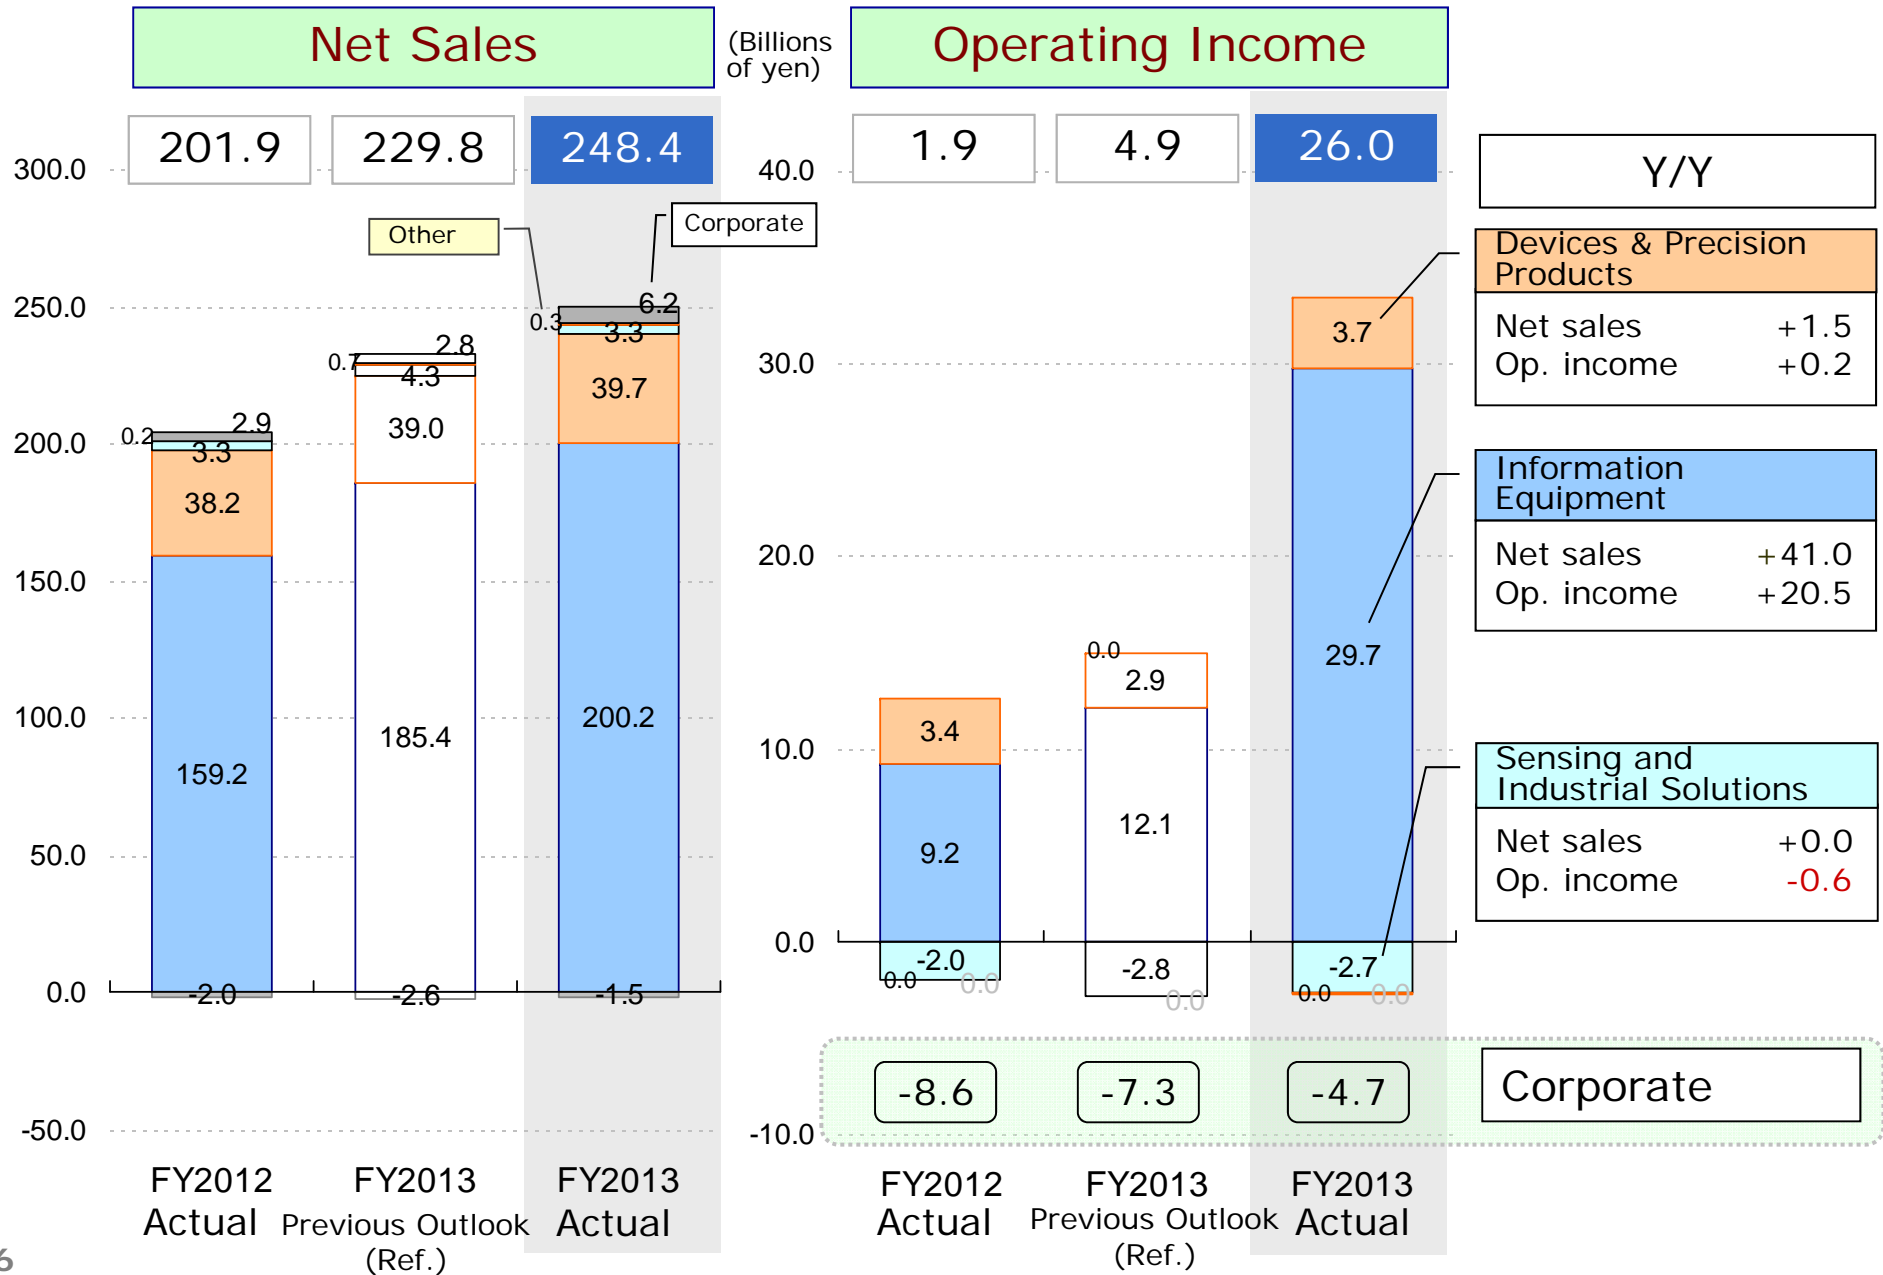 Net Sales
(Billions
of yen)
Operating Income
201.9
229.8
248.4
1.9
4.9
26.0
Y/Y
300.0
250.0
200.0
150.0
100.0
50.0
0.0
-50.0
Other
Corporate
0.2
2.9
3.3
38.2
159.2
-2.0
0.7
2.8
4.3
39.0
185.4
-2.6
0.3
6.2
3.3
39.7
200.2
-1.5
FY2012
Actual
FY2013
Previous Outlook
(Ref.)
FY2013
Actual
40.0
30.0
20.0
10.0
0.0
-10.0
3.4
9.2
-2.0
0.0
0.0
0.0
2.9
12.1
-2.8
0.0
3.7
29.7
-2.7
0.0
0.0
Devices & Precision
Products
Net sales +1.5
Op. income +0.2
Information
Equipment
Net sales +41.0
Op. income +20.5
Sensing and
Industrial Solutions
Net sales +0.0
Op. income -0.6
-8.6
-7.3
-4.7
Corporate
FY2012
Actual
FY2013
Previous Outlook
(Ref.)
FY2013
Actual
6